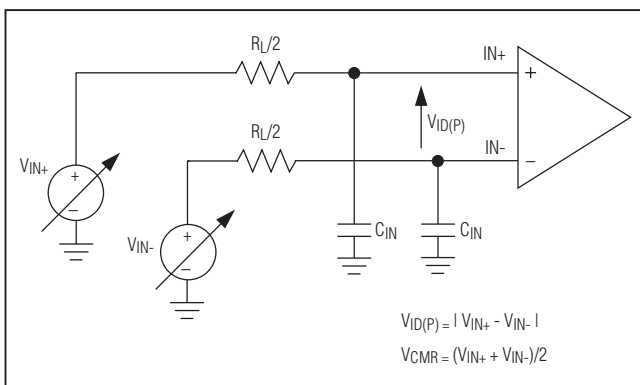 RL/2
IN+
+
RL/2
VID(P)
IN-
−
VIN+
+
−
CIN
CIN
VIN-
+
−
VID(P) = | VIN+ - VIN- |
VCMR = (VIN+ + VIN-)/2